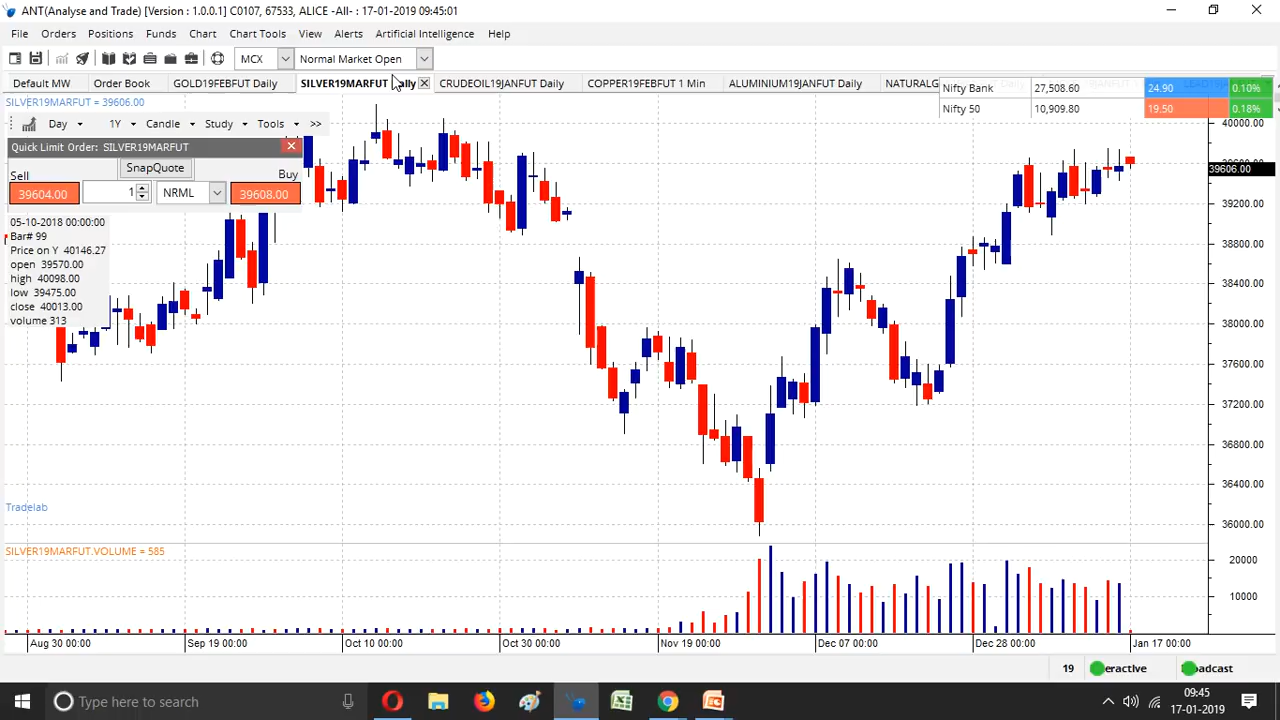 ANT(Analyse and Trade) [Version : 1.0.0.1] C0107, 67533, ALICE -All- : 17-01-2019 09:45:01
File Orders Positions Funds Chart Chart Tools View Alerts Artificial Intelligence Help
MCX Normal Market Open
Default MW Order Book GOLD19FEBFUT Daily SILVER19MARFUT CRUDEOIL19JANFUT Daily COPPER19FEBFUT 1 Min ALUMINIUM19JANFUT Daily
Nifty Bank 27,508.60 24.90 0.10%
Nifty 50 10,909.80 19.50 0.18%
SILVER19MARFUT = 39606.00
Day 1Y Candle Study Tools >>
Quick Limit Order: SILVER19MARFUT
SnapQuote
Sell Buy
39604.00 1 NRML 39608.00
05-10-2018 00:00:00
Bar# 99
Price on Y 40146.27
open 39570.00
high 40098.00
low 39475.00
close 40013.00
volume 313
40000.00
39606.00
39200.00
38800.00
38400.00
38000.00
37600.00
37200.00
36800.00
36400.00
36000.00
Tradelab
SILVER19MARFUT.VOLUME = 585
20000
10000
Aug 30 00:00 Sep 19 00:00 Oct 10 00:00 Oct 30 00:00 Nov 19 00:00 Dec 07 00:00 Dec 28 00:00 Jan 17 00:00
19 eractive oadcast
Type here to search
09:45
17-01-2019